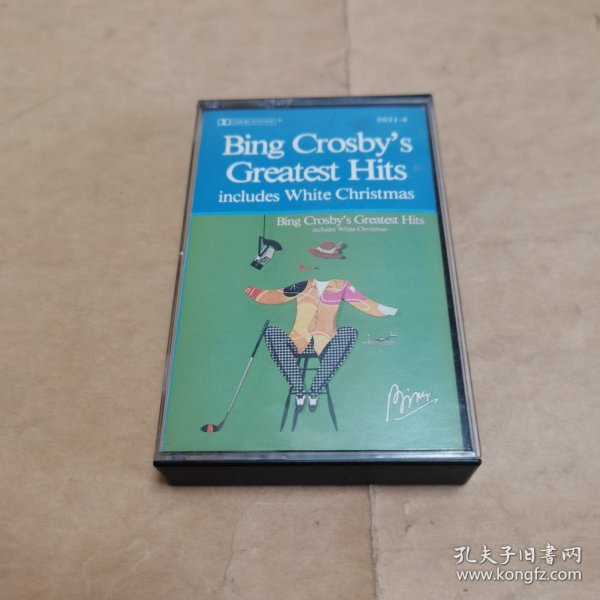 3031-4
Bing Crosby's
Greatest Hits
includes White Christmas
Bing Crosby's Greatest Hits
includes White Christmas
Bing
孔夫子旧书网
www.kongfz.com